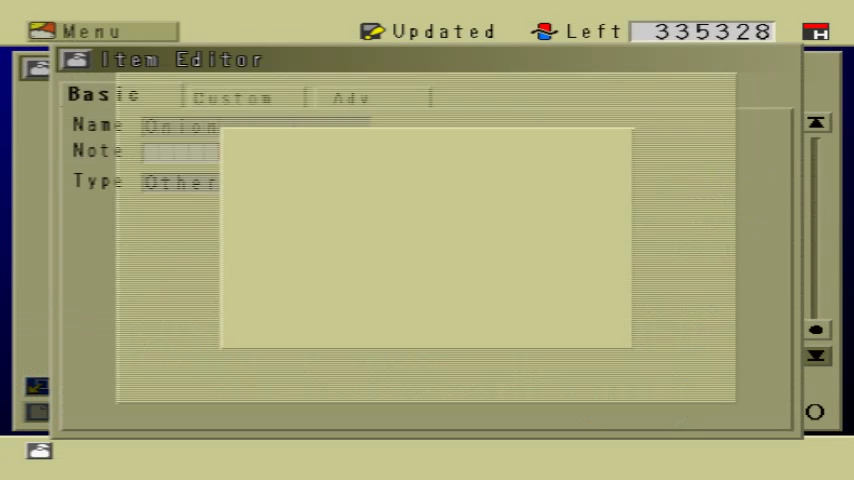 Menu Updated Left 335328 H
Item Editor
Basic Custom Adv
Name Onion
Note
Type Other